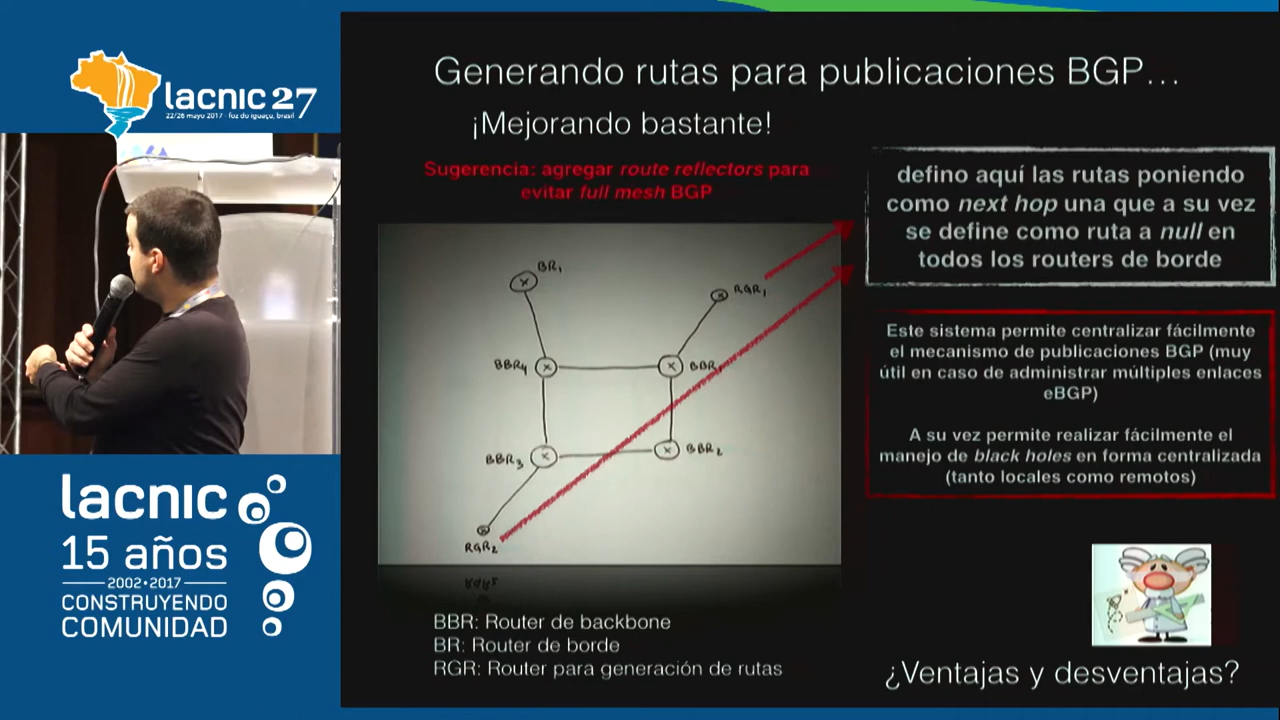 lacnic 27
22/26 mayo 2017 - foz do iguaçu, brasil
lacnic
15 años
2002•2017
CONSTRUYENDO
COMUNIDAD
Generando rutas para publicaciones BGP...
¡Mejorando bastante!
Sugerencia: agregar route reflectors para
evitar full mesh BGP
defino aquí las rutas poniendo
como next hop una que a su vez
se define como ruta a null en
todos los routers de borde
BR1
RGR1
BBR4
BBR1
BBR3
BBR2
RGR2
Este sistema permite centralizar fácilmente
el mecanismo de publicaciones BGP (muy
útil en caso de administrar múltiples enlaces
eBGP)
A su vez permite realizar fácilmente el
manejo de black holes en forma centralizada
(tanto locales como remotos)
BBR: Router de backbone
BR: Router de borde
RGR: Router para generación de rutas
¿Ventajas y desventajas?